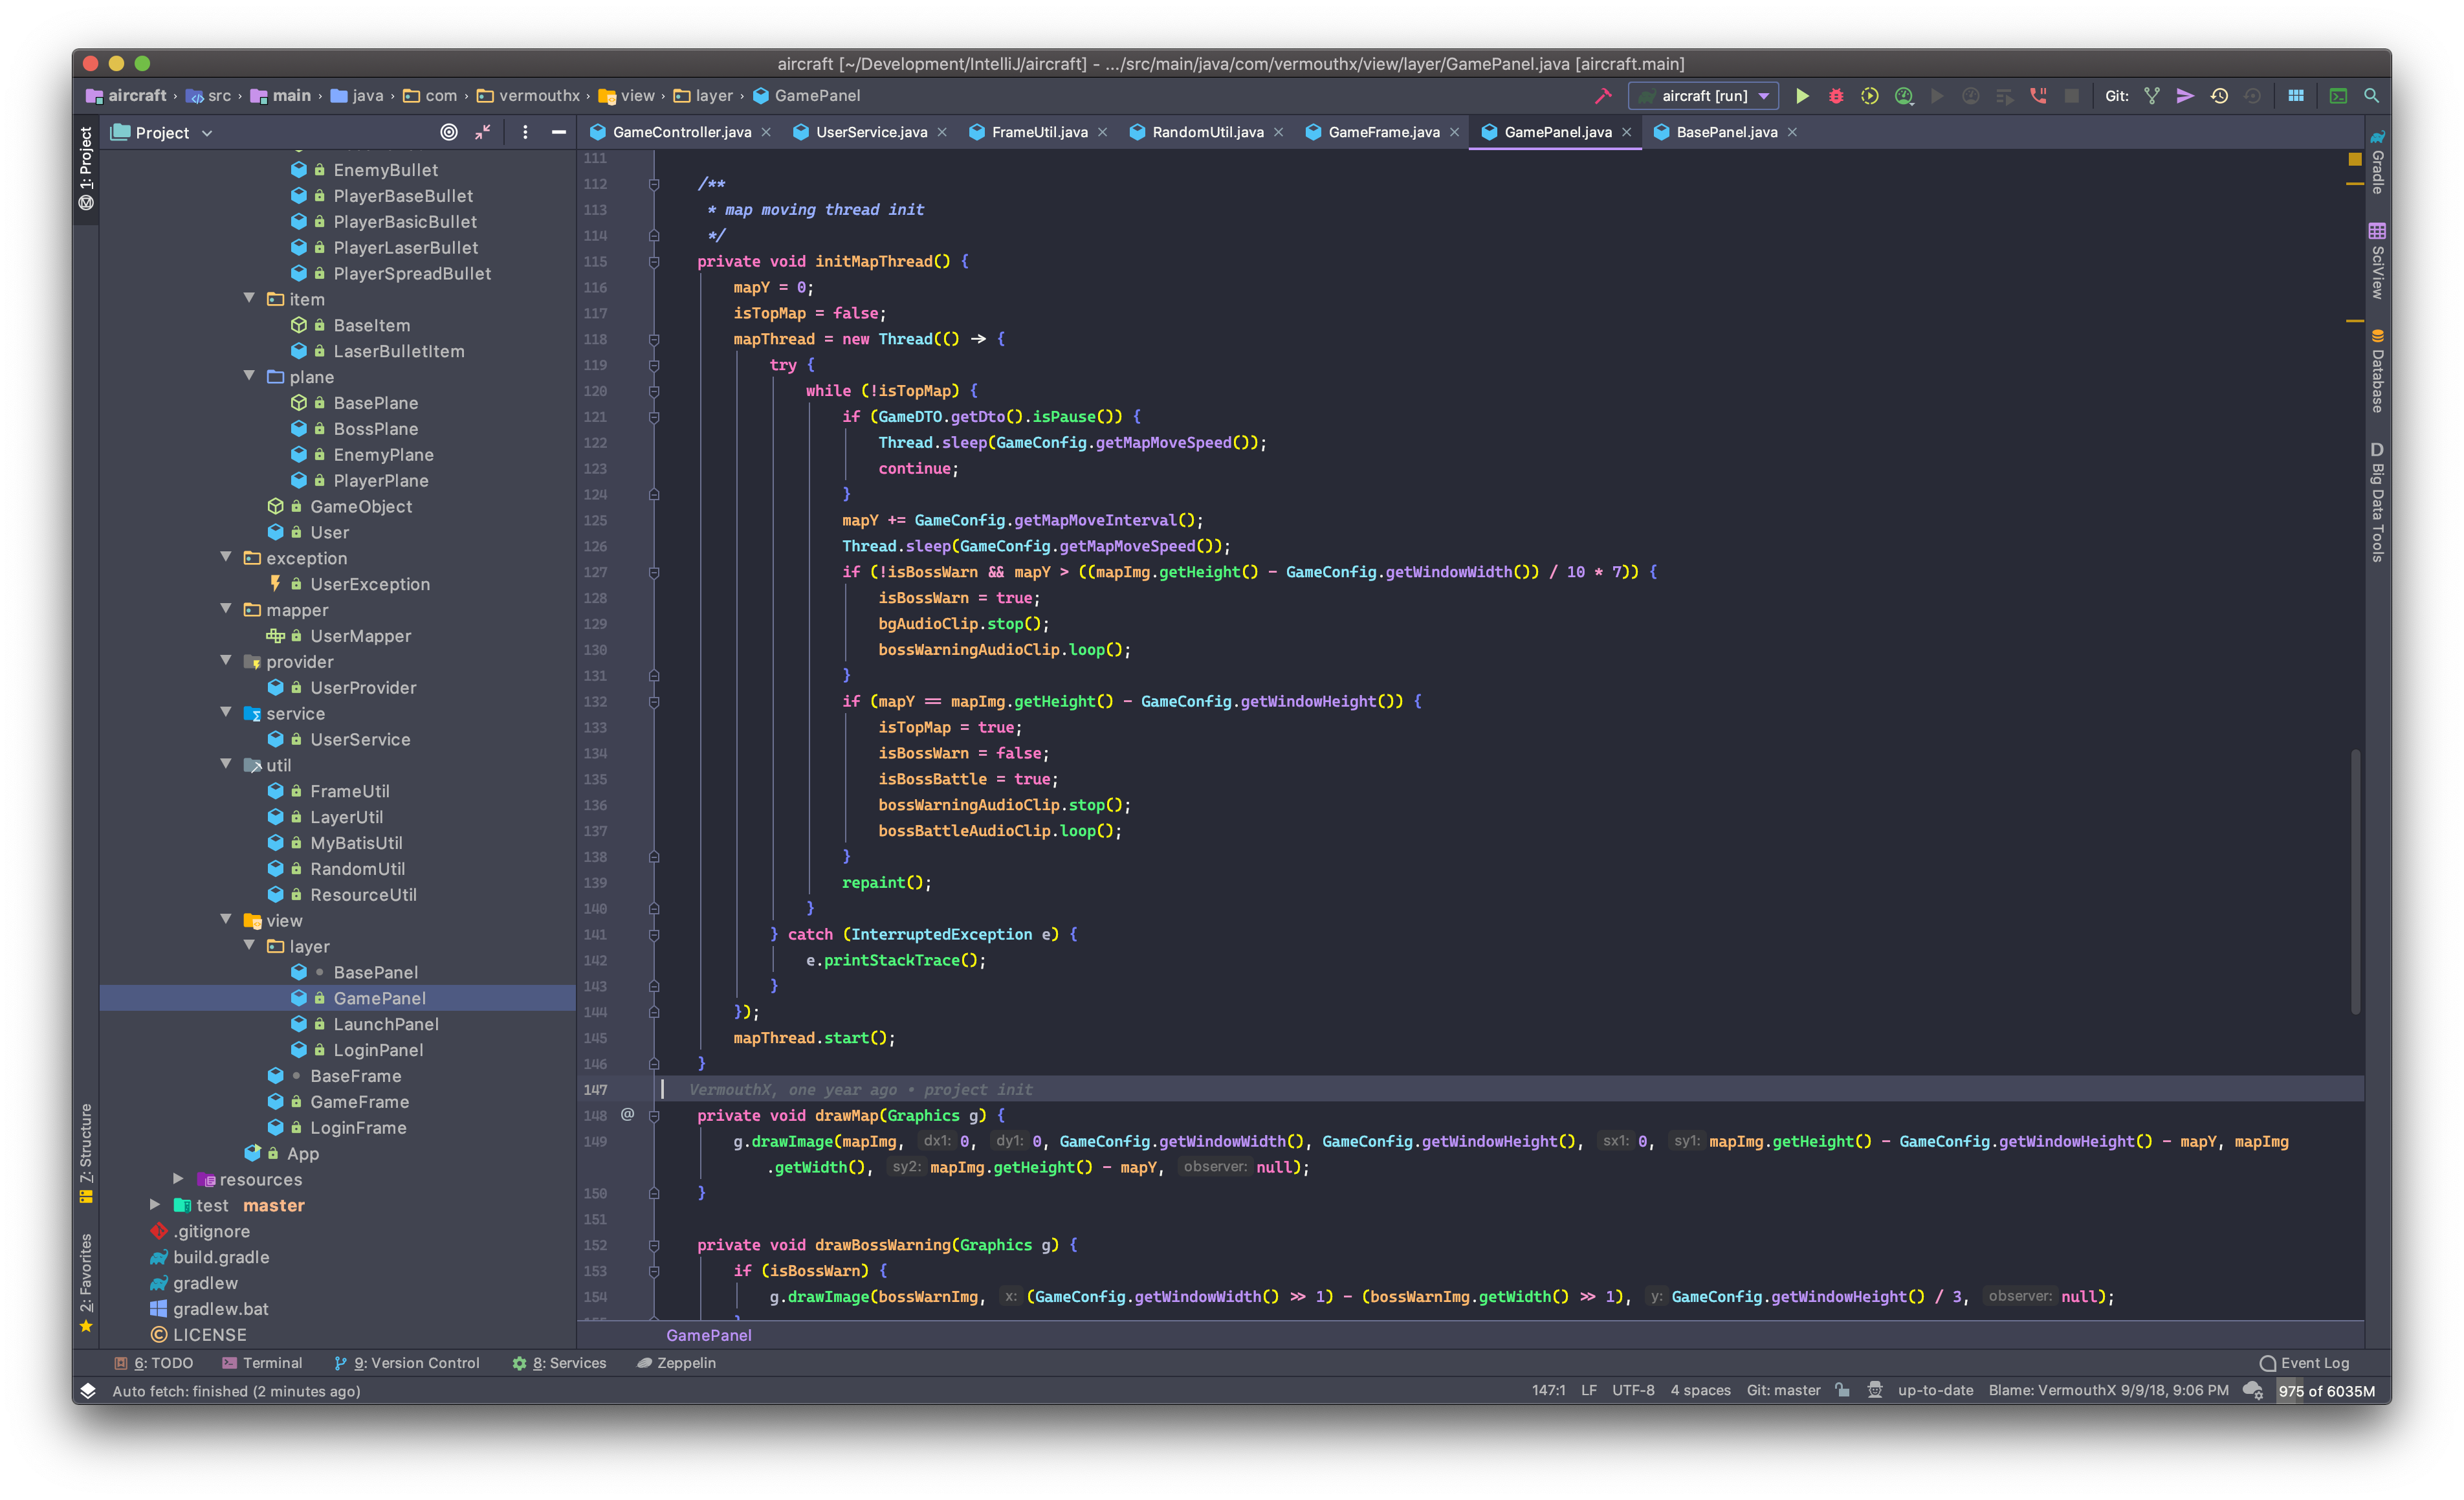 aircraft [~/Development/IntelliJ/aircraft] – .../src/main/java/com/vermouthx/view/layer/GamePanel.java [aircraft.main]
aircraft › src › main › java › com › vermouthx › view › layer › GamePanel
aircraft [run]
Git:
1: Project
Project
GameController.java
UserService.java
FrameUtil.java
RandomUtil.java
GameFrame.java
GamePanel.java
BasePanel.java
EnemyBullet
PlayerBaseBullet
PlayerBasicBullet
PlayerLaserBullet
PlayerSpreadBullet
item
BaseItem
LaserBulletItem
plane
BasePlane
BossPlane
EnemyPlane
PlayerPlane
GameObject
User
exception
UserException
mapper
UserMapper
provider
UserProvider
service
UserService
util
FrameUtil
LayerUtil
MyBatisUtil
RandomUtil
ResourceUtil
view
layer
BasePanel
GamePanel
LaunchPanel
LoginPanel
BaseFrame
GameFrame
LoginFrame
App
resources
test master
.gitignore
build.gradle
gradlew
gradlew.bat
LICENSE
7: Structure
2: Favorites
111
112 /**
113 * map moving thread init
114 */
115 private void initMapThread() {
116 mapY = 0;
117 isTopMap = false;
118 mapThread = new Thread(() -> {
119 try {
120 while (!isTopMap) {
121 if (GameDTO.getDto().isPause()) {
122 Thread.sleep(GameConfig.getMapMoveSpeed());
123 continue;
124 }
125 mapY += GameConfig.getMapMoveInterval();
126 Thread.sleep(GameConfig.getMapMoveSpeed());
127 if (!isBossWarn && mapY > ((mapImg.getHeight() - GameConfig.getWindowWidth()) / 10 * 7)) {
128 isBossWarn = true;
129 bgAudioClip.stop();
130 bossWarningAudioClip.loop();
131 }
132 if (mapY == mapImg.getHeight() - GameConfig.getWindowHeight()) {
133 isTopMap = true;
134 isBossWarn = false;
135 isBossBattle = true;
136 bossWarningAudioClip.stop();
137 bossBattleAudioClip.loop();
138 }
139 repaint();
140 }
141 } catch (InterruptedException e) {
142 e.printStackTrace();
143 }
144 });
145 mapThread.start();
146 }
147 VermouthX, one year ago • project init
148 @ private void drawMap(Graphics g) {
149 g.drawImage(mapImg, dx1: 0, dy1: 0, GameConfig.getWindowWidth(), GameConfig.getWindowHeight(), sx1: 0, sy1: mapImg.getHeight() - GameConfig.getWindowHeight() - mapY, mapImg
.getWidth(), sy2: mapImg.getHeight() - mapY, observer: null);
150 }
151
152 private void drawBossWarning(Graphics g) {
153 if (isBossWarn) {
154 g.drawImage(bossWarnImg, x: (GameConfig.getWindowWidth() >> 1) - (bossWarnImg.getWidth() >> 1), y: GameConfig.getWindowHeight() / 3, observer: null);
GamePanel
Gradle
SciView
Database
D Big Data Tools
6: TODO
Terminal
9: Version Control
8: Services
Zeppelin
Event Log
Auto fetch: finished (2 minutes ago)
147:1 LF UTF-8 4 spaces Git: master up-to-date Blame: VermouthX 9/9/18, 9:06 PM 975 of 6035M